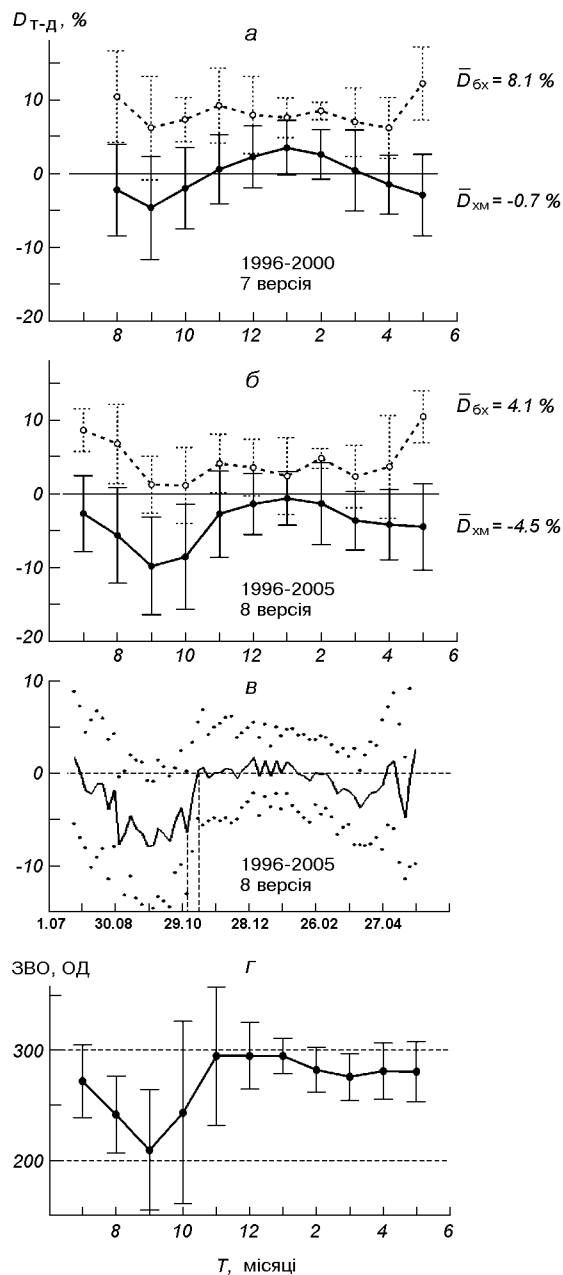 D Т-Д, %
а
10
0
-10
-20
D̅бх = 8.1 %
D̅хм = -0.7 %
1996-2000
7 версія
8 10 12 2 4 6
б
10
0
-10
-20
D̅бх = 4.1 %
D̅хм = -4.5 %
1996-2005
8 версія
8 10 12 2 4 6
в
10
0
-10
1996-2005
8 версія
1.07 30.08 29.10 28.12 26.02 27.04
ЗВО, ОД
г
300
200
8 10 12 2 4 6
Т, місяці